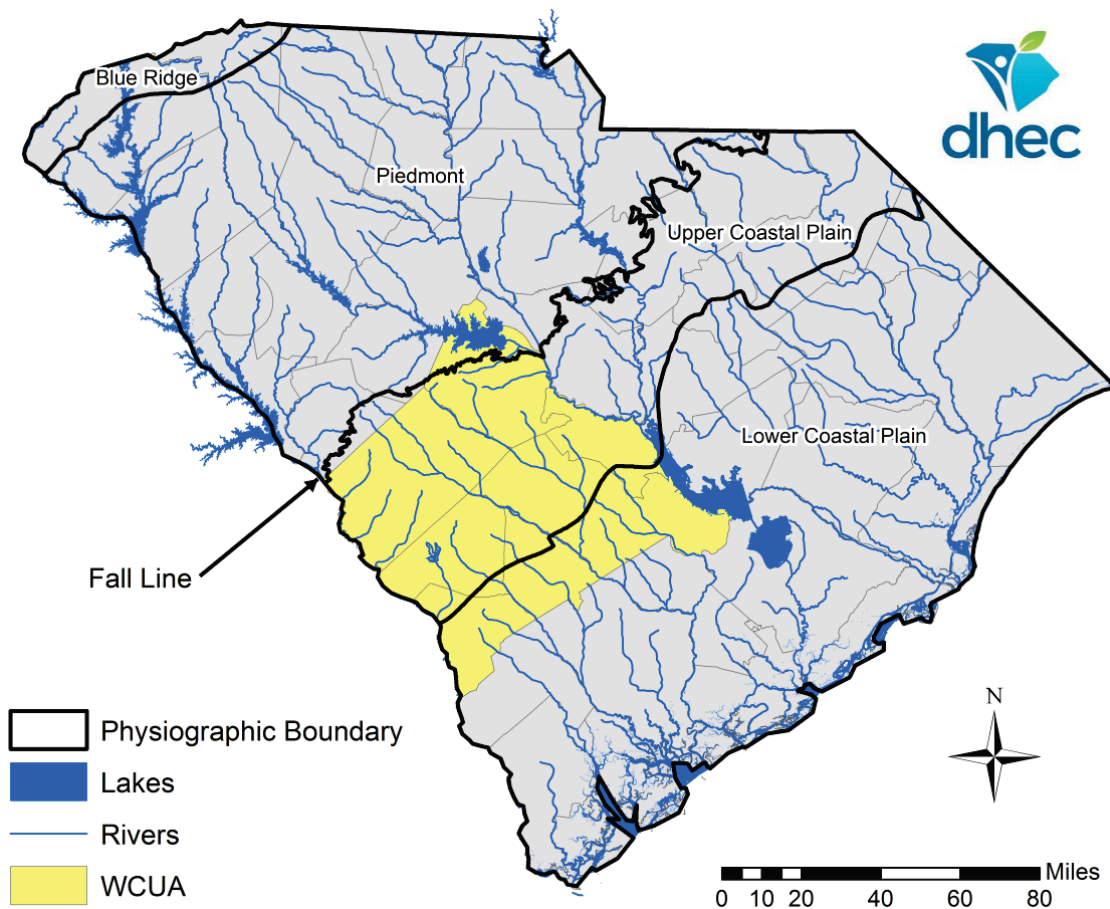 Blue Ridge
dhec
Piedmont
Upper Coastal Plain
Lower Coastal Plain
Fall Line
Physiographic Boundary
Lakes
Rivers
WCUA
N
Miles
0 10 20 40 60 80